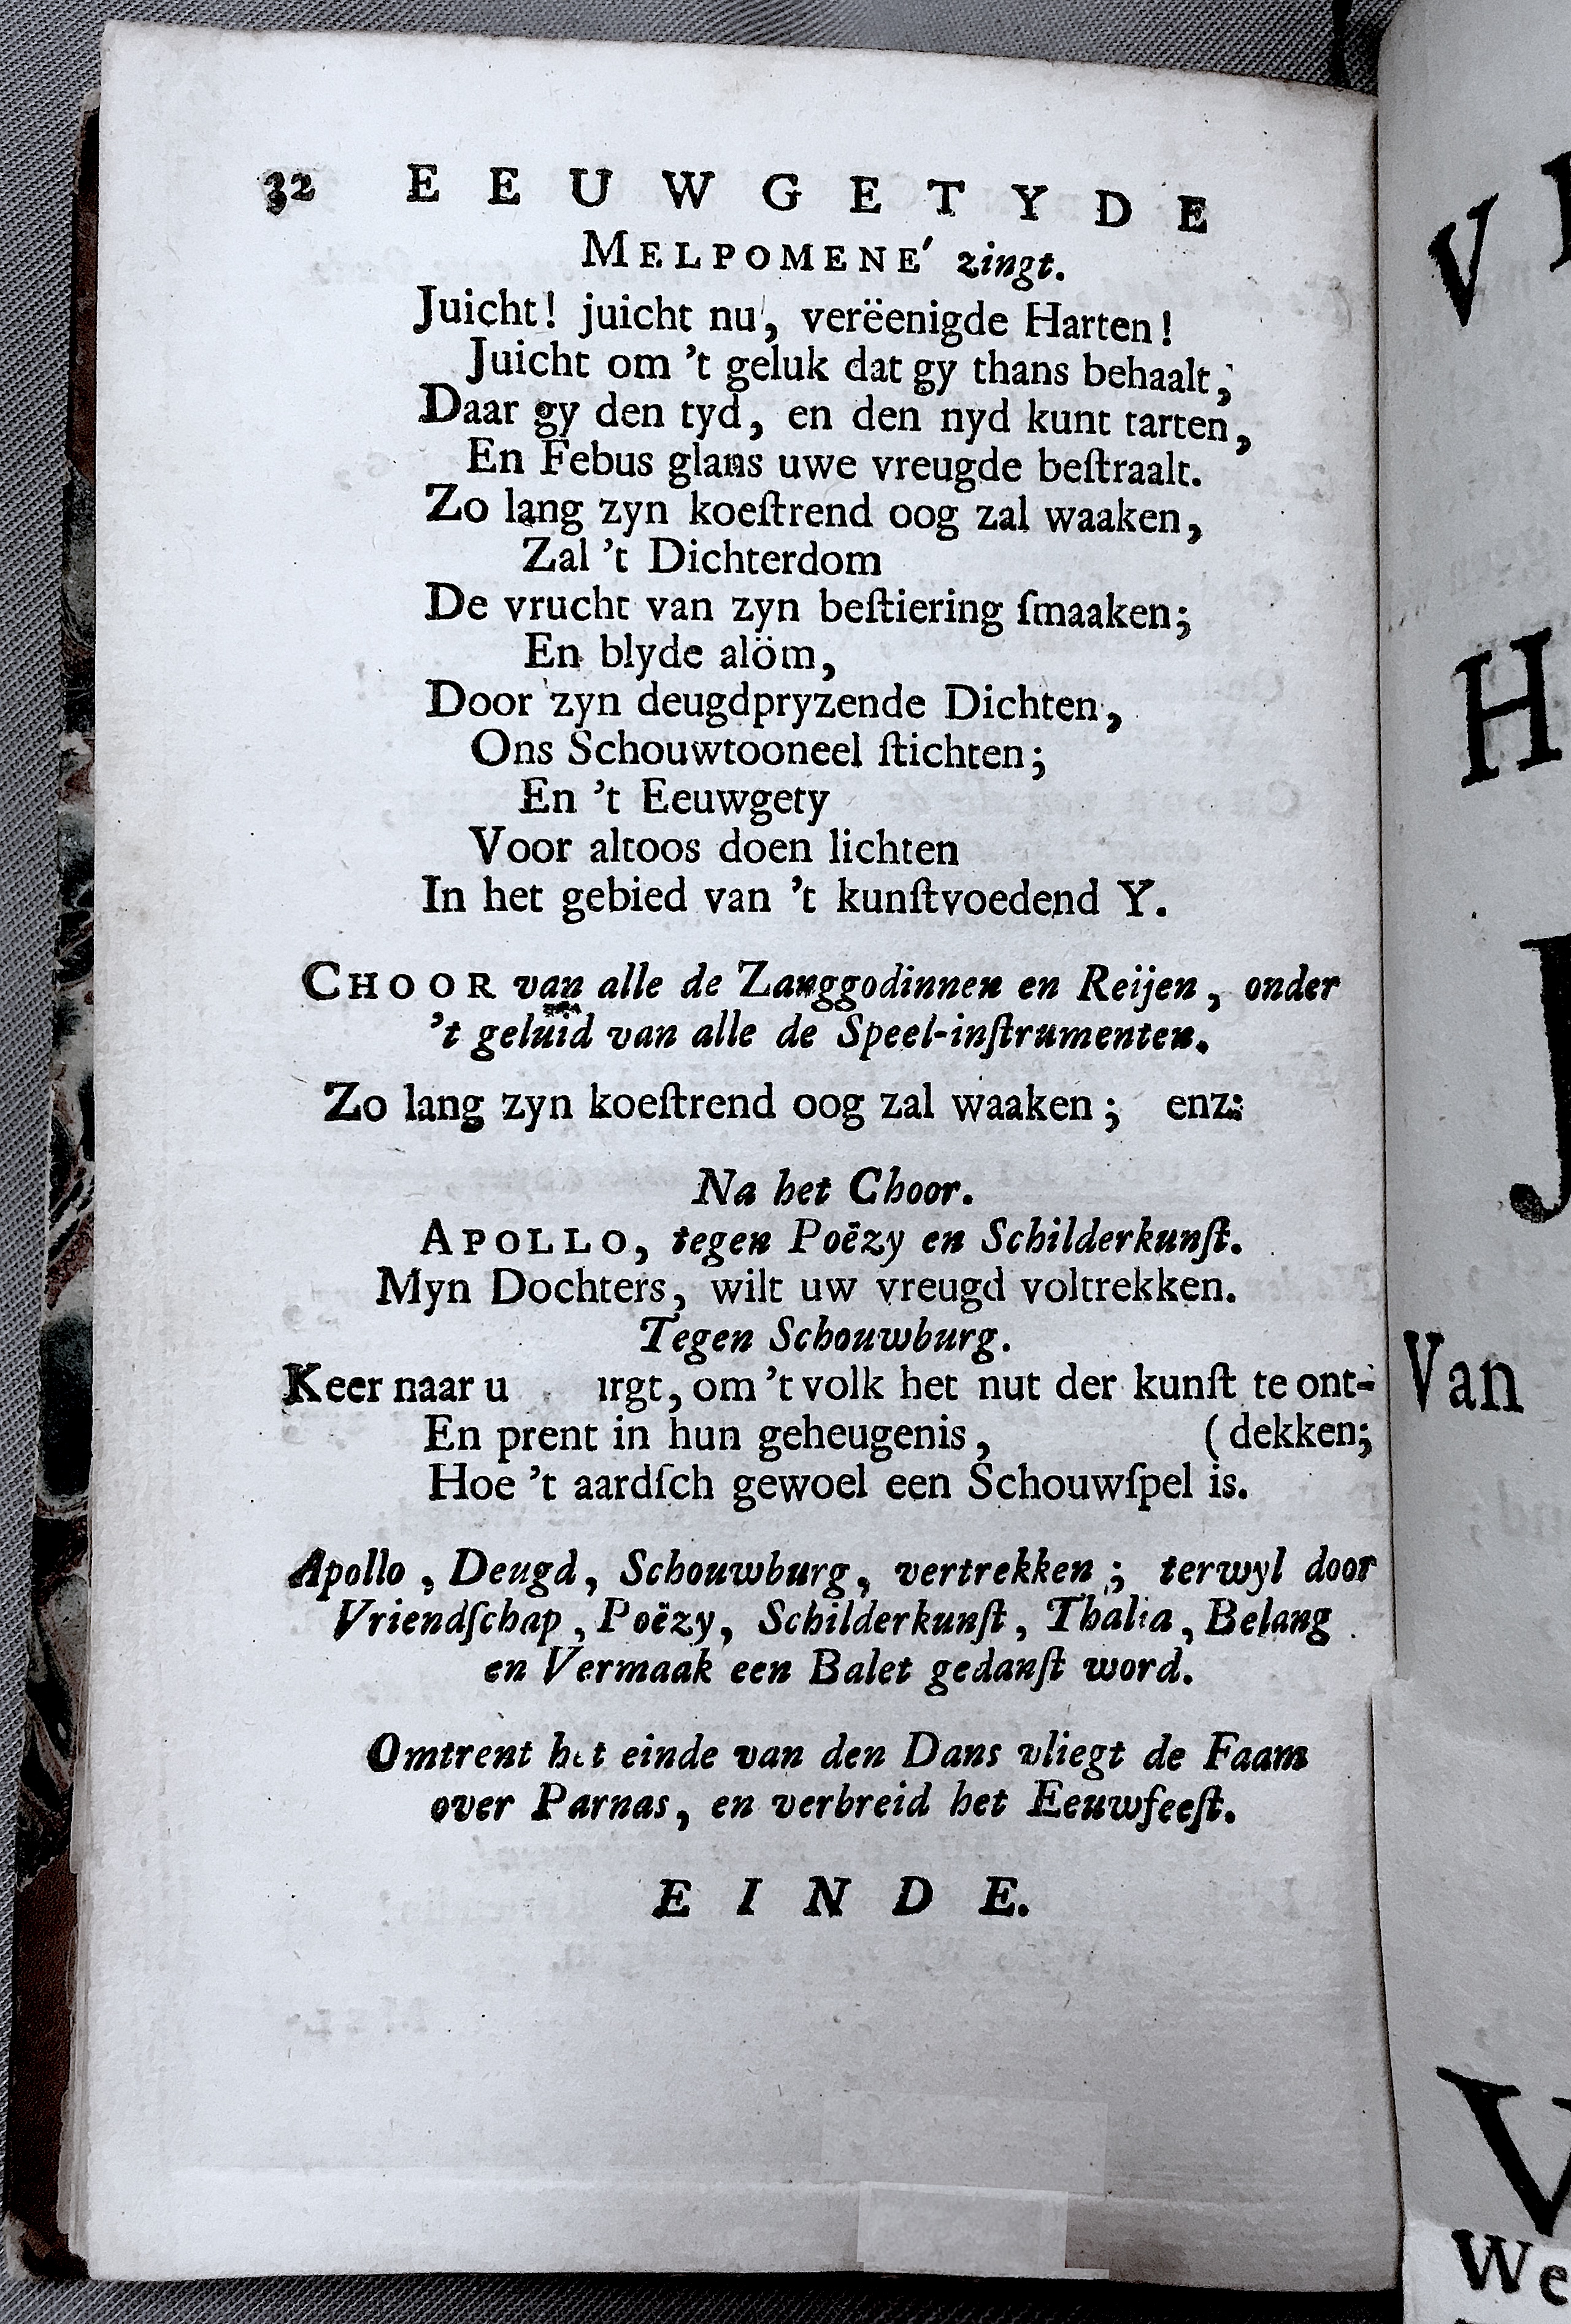 32 EEUWGETYDE
MELPOMENE' zingt.
Juicht! juicht nu, verëenigde Harten!
Juicht om 't geluk dat gy thans behaalt,
Daar gy den tyd, en den nyd kunt tarten,
En Febus glans uwe vreugde beſtraalt.
Zo lang zyn koeſtrend oog zal waaken,
Zal 't Dichterdom
De vrucht van zyn beſtiering ſmaaken;
En blyde alöm,
Door zyn deugdpryzende Dichten,
Ons Schouwtooneel ſtichten;
En 't Eeuwgety
Voor altoos doen lichten
In het gebied van 't kunſtvoedend Y.
CHOOR van alle de Zanggodinnen en Reijen, onder
't geluid van alle de Speel-inſtrumenten.
Zo lang zyn koeſtrend oog zal waaken; enz:
Na het Choor.
APOLLO, tegen Poëzy en Schilderkunſt.
Myn Dochters, wilt uw vreugd voltrekken.
Tegen Schouwburg.
Keer naar om 't volk het nut der kunſt te ont-
En prent in hun geheugenis, (dekken;
Hoe 't aardſch gewoel een Schouwſpel is.
Apollo, Deugd, Schouwburg, vertrekken; terwyl door
Vriendſchap, Poëzy, Schilderkunſt, Thalia, Belang
en Vermaak een Balet gedanſt word.
Omtrent het einde van den Dans vliegt de Faam
over Parnas, en verbreid het Eeuwfeeſt.
EINDE.
V
H
J
Van
V
We